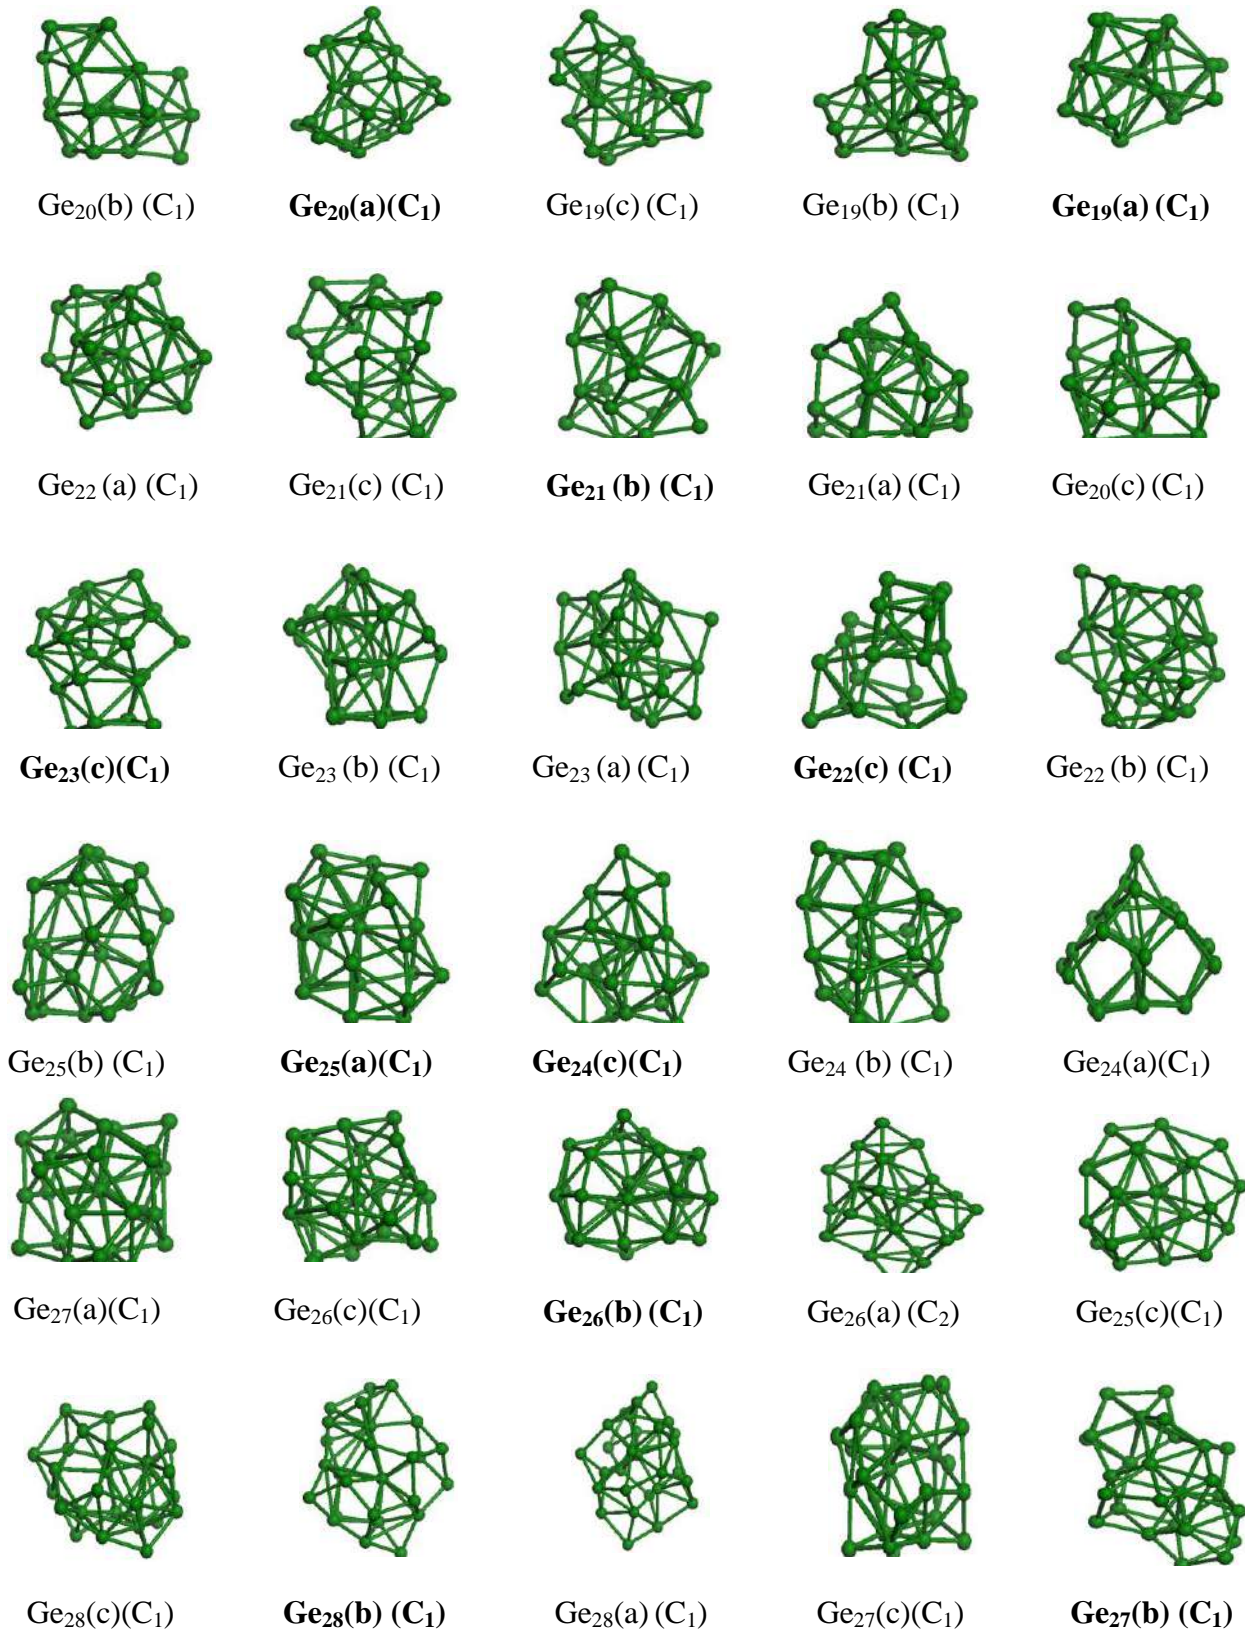 Ge₂₀(b) (C₁) Ge₂₀(a)(C₁) Ge₁₉(c) (C₁) Ge₁₉(b) (C₁) Ge₁₉(a) (C₁)
Ge₂₂ (a) (C₁) Ge₂₁(c) (C₁) Ge₂₁ (b) (C₁) Ge₂₁(a) (C₁) Ge₂₀(c) (C₁)
Ge₂₃(c)(C₁) Ge₂₃ (b) (C₁) Ge₂₃ (a) (C₁) Ge₂₂(c) (C₁) Ge₂₂ (b) (C₁)
Ge₂₅(b) (C₁) Ge₂₅(a)(C₁) Ge₂₄(c)(C₁) Ge₂₄ (b) (C₁) Ge₂₄(a)(C₁)
Ge₂₇(a)(C₁) Ge₂₆(c)(C₁) Ge₂₆(b) (C₁) Ge₂₆(a) (C₂) Ge₂₅(c)(C₁)
Ge₂₈(c)(C₁) Ge₂₈(b) (C₁) Ge₂₈(a) (C₁) Ge₂₇(c)(C₁) Ge₂₇(b) (C₁)